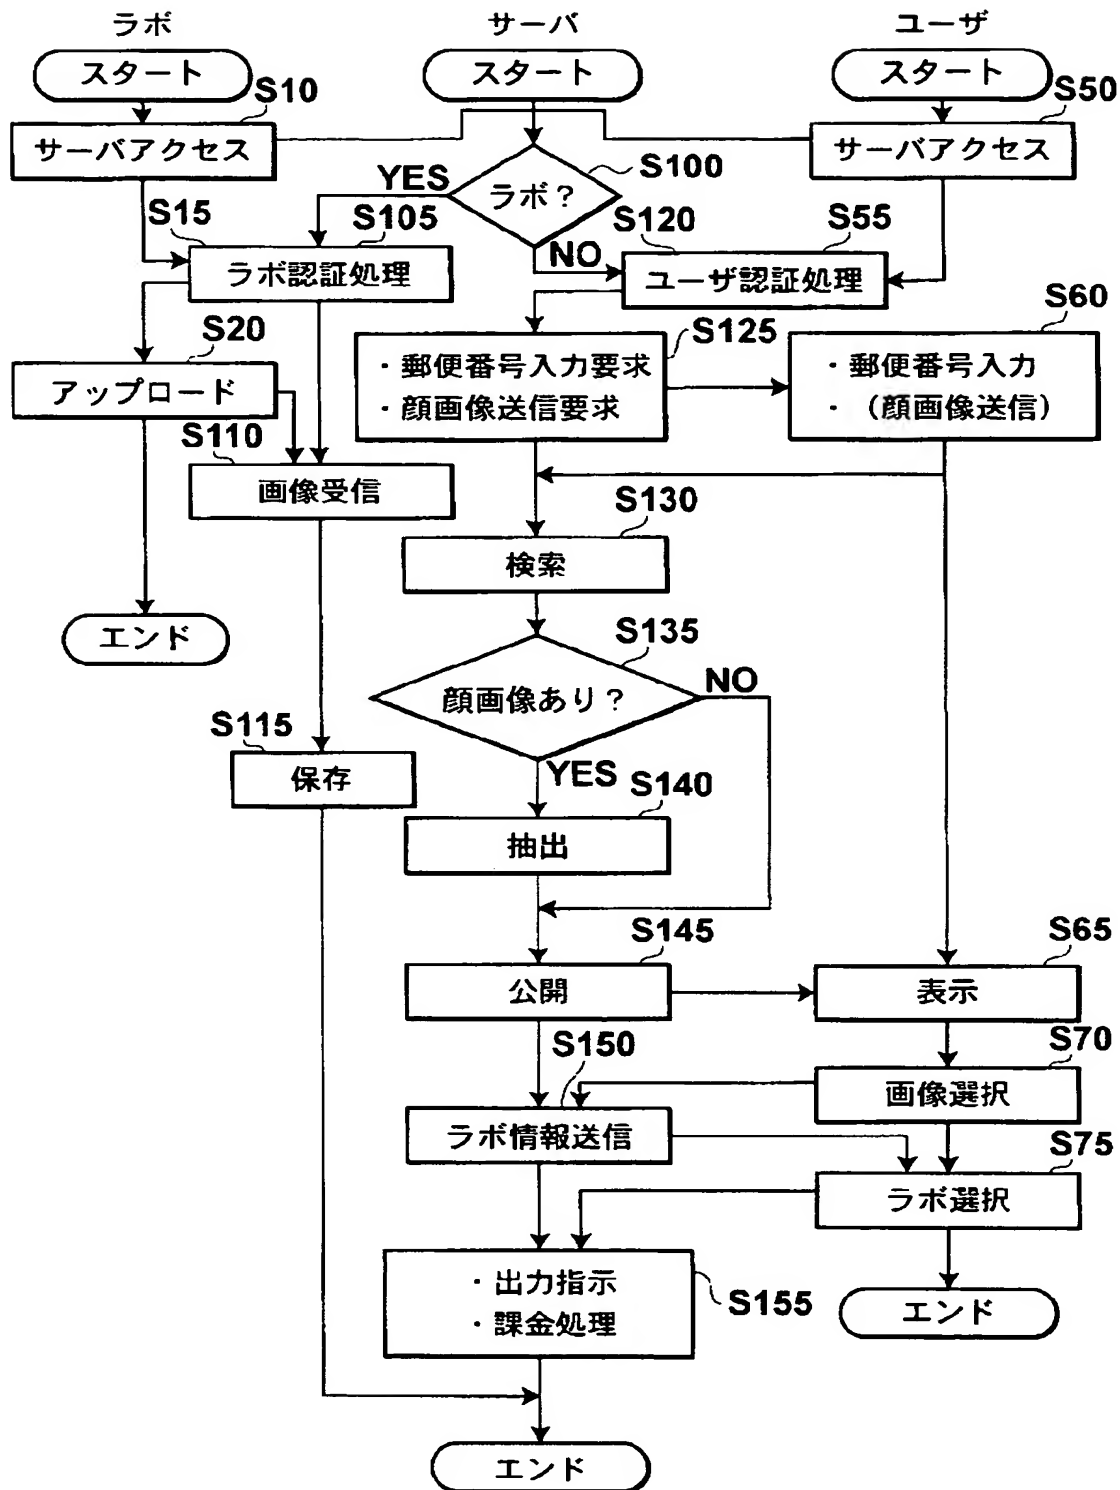 ラボ
サーバ
ユーザ
スタート
スタート
スタート
S10
S50
サーバアクセス
サーバアクセス
S100
YES
ラボ？
S15
S105
S120
S55
NO
ラボ認証処理
ユーザ認証処理
S20
S125
S60
アップロード
・郵便番号入力要求
・顔画像送信要求
・郵便番号入力
・（顔画像送信）
S110
画像受信
S130
検索
エンド
S135
顔画像あり？
NO
S115
保存
YES
S140
抽出
S145
S65
公開
表示
S150
S70
画像選択
ラボ情報送信
S75
ラボ選択
・出力指示
・課金処理
S155
エンド
エンド